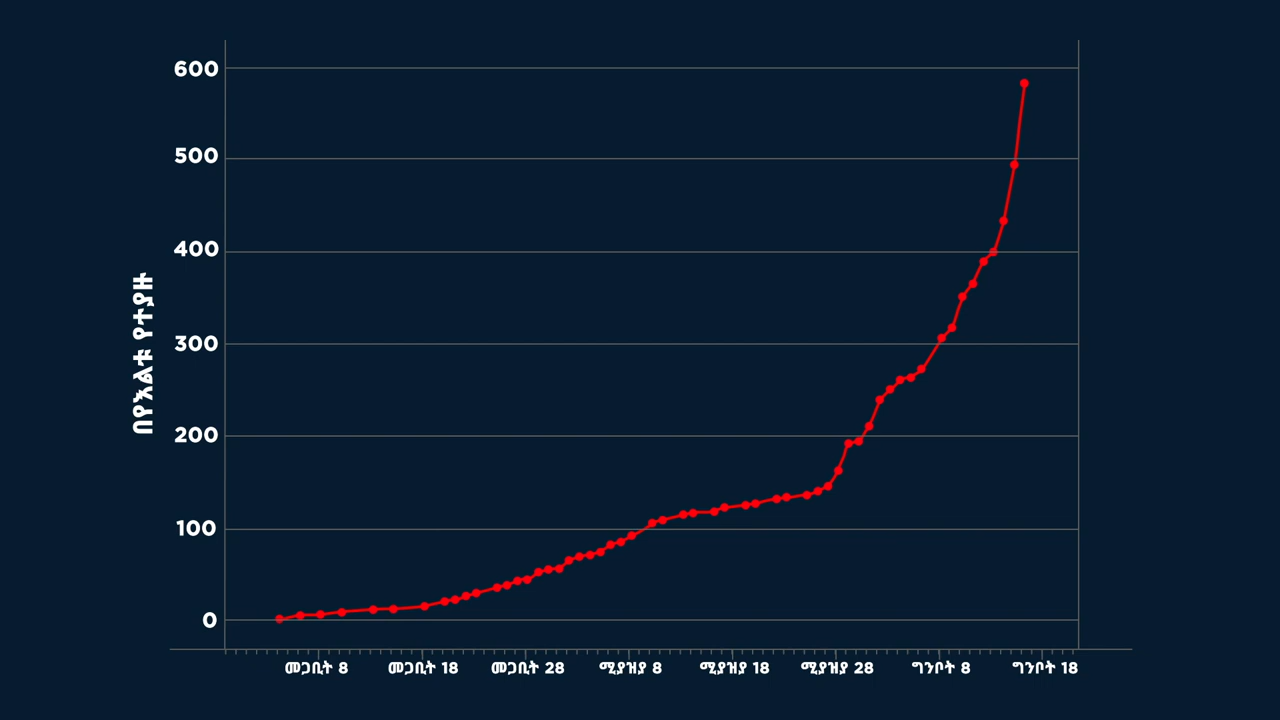 600
500
400
300
200
100
0
በየእለቱ የተያዙ
መጋቢት 8
መጋቢት 18
መጋቢት 28
ሚያዝያ 8
ሚያዝያ 18
ሚያዝያ 28
ግንቦት 8
ግንቦት 18